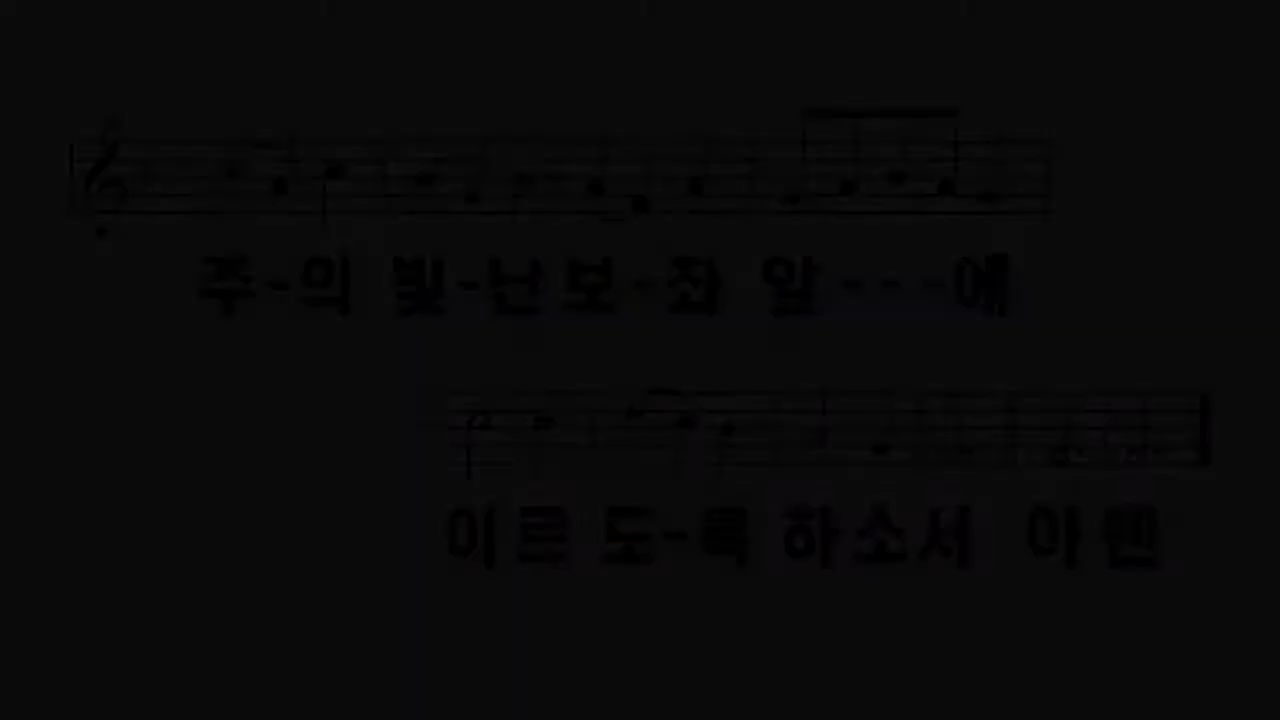 주-의 빛-난보-좌 앞---에
이르 도-록 하소서 아멘